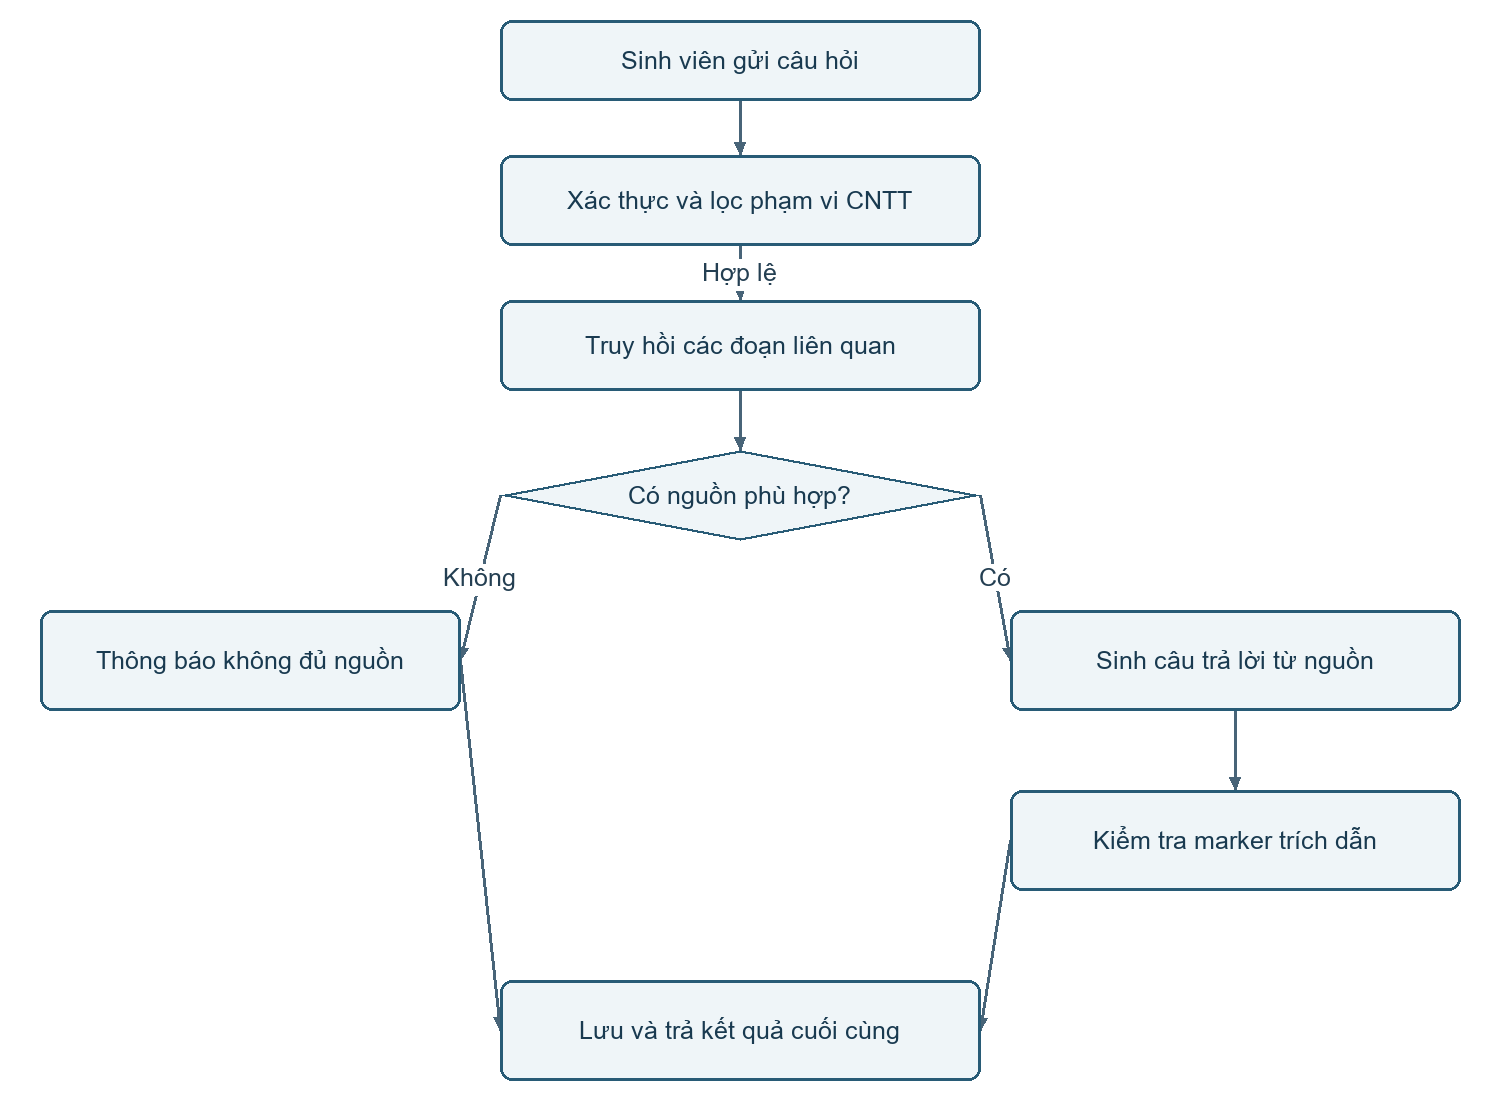 Sinh viên gửi câu hỏi
Xác thực và lọc phạm vi CNTT
Hợp lệ
Truy hồi các đoạn liên quan
Có nguồn phù hợp?
Không
Có
Thông báo không đủ nguồn
Sinh câu trả lời từ nguồn
Kiểm tra marker trích dẫn
Lưu và trả kết quả cuối cùng